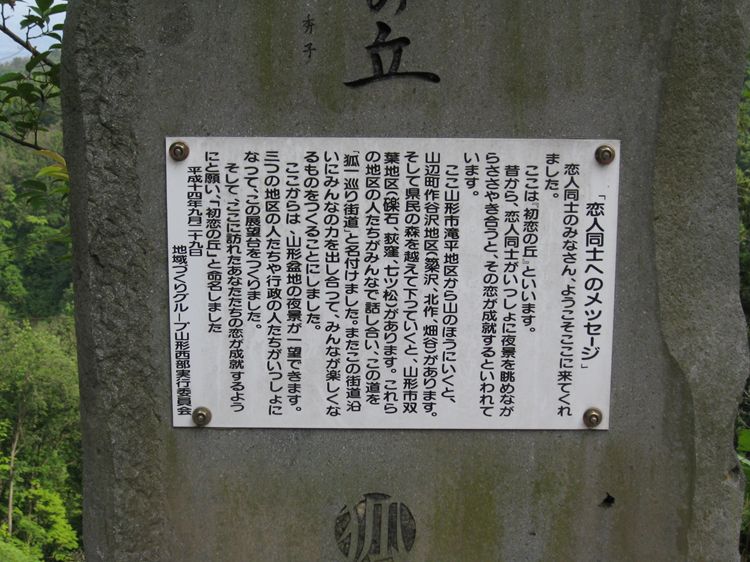 の丘
秀子
「恋人同士へのメッセージ」
恋人同士のみなさん、ようこそここに来てくれ
ました。
ここは『初恋の丘』といいます。
昔から、恋人同士がいっしょに夜景を眺めなが
らささやき合うと、その恋が成就するといわれて
います。
ここ山形市滝平地区から山のほうにいくと、
山辺町作谷沢地区(簗沢、北作、畑谷)があります。
そして県民の森を越えて下っていくと、山形市双
葉地区(礫石、荻窪、七ツ松)があります。これら
の地区の人たちがみんなで話し合い、この道を
「狐一巡り街道」と名付けました。またこの街道沿
いにみんなの力を出し合って、みんなが楽しくな
るものをつくることにしました。
ここからは、山形盆地の夜景が一望できます。
三つの地区の人たちや行政の人たちがいっしょに
なって、この展望台をつくりました。
そして、ここに訪れたあなたたちの恋が成就するよう
にと願い、「初恋の丘」と命名しました
平成十四年九月二十九日
地域づくりグループ山形西部実行委員会